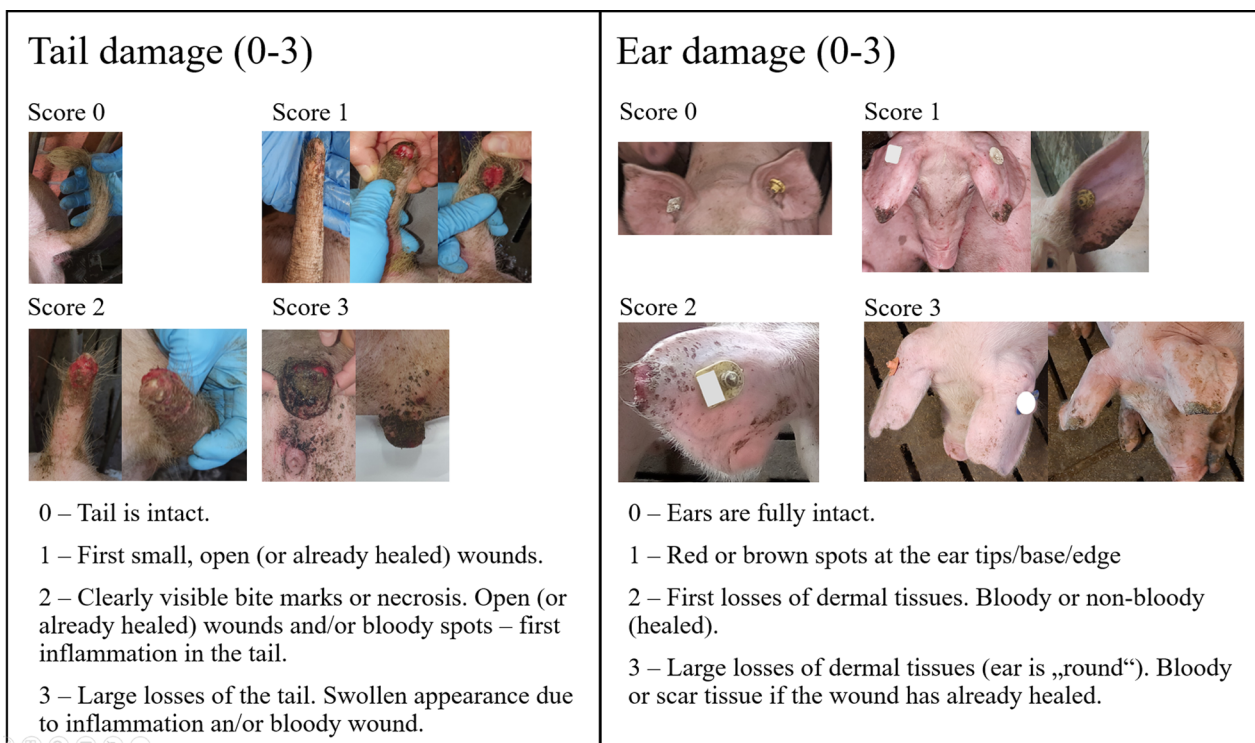 Tail damage (0-3)
Score 0
Score 1
Score 2
Score 3
0 – Tail is intact.
1 – First small, open (or already healed) wounds.
2 – Clearly visible bite marks or necrosis. Open (or
already healed) wounds and/or bloody spots – first
inflammation in the tail.
3 – Large losses of the tail. Swollen appearance due
to inflammation an/or bloody wound.
Ear damage (0-3)
Score 0
Score 1
Score 2
Score 3
0 – Ears are fully intact.
1 – Red or brown spots at the ear tips/base/edge
2 – First losses of dermal tissues. Bloody or non-bloody
(healed).
3 – Large losses of dermal tissues (ear is „round“). Bloody
or scar tissue if the wound has already healed.